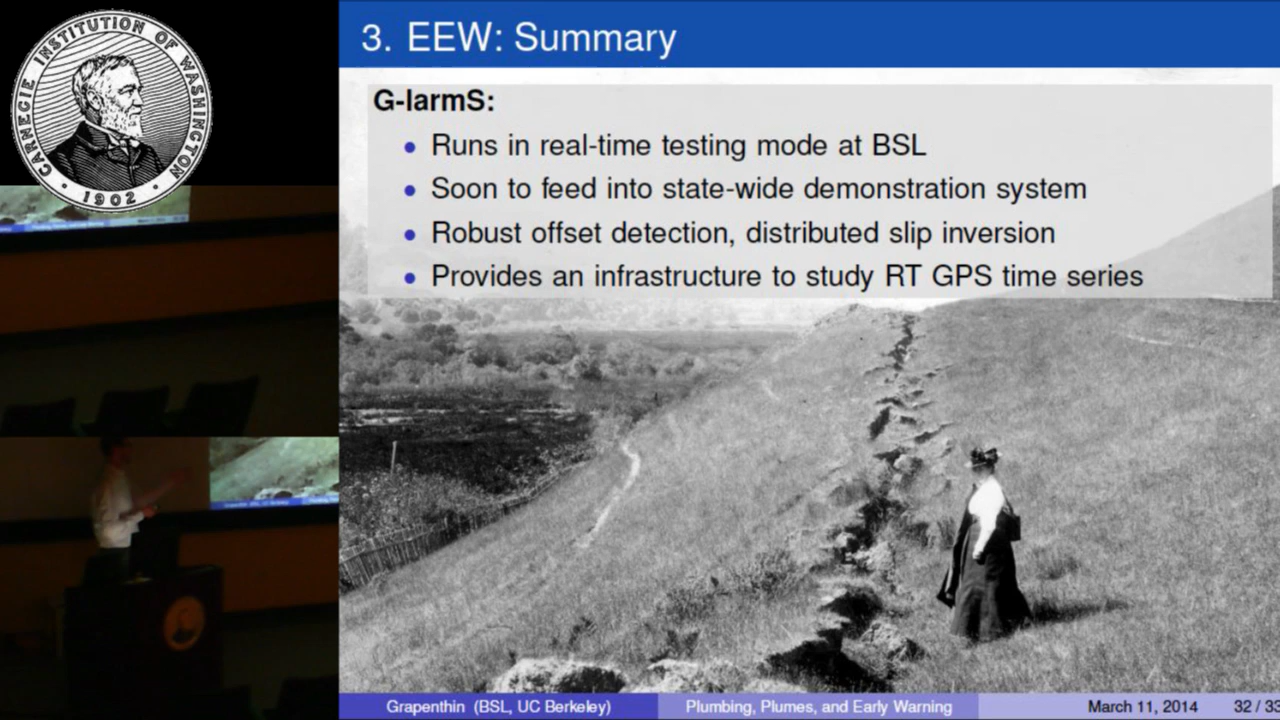 CARNEGIE INSTITUTION OF WASHINGTON
1902
3. EEW: Summary
G-larmS:
Runs in real-time testing mode at BSL
Soon to feed into state-wide demonstration system
Robust offset detection, distributed slip inversion
Provides an infrastructure to study RT GPS time series
Grapenthin (BSL, UC Berkeley) Plumbing, Plumes, and Early Warning March 11, 2014 32 / 33